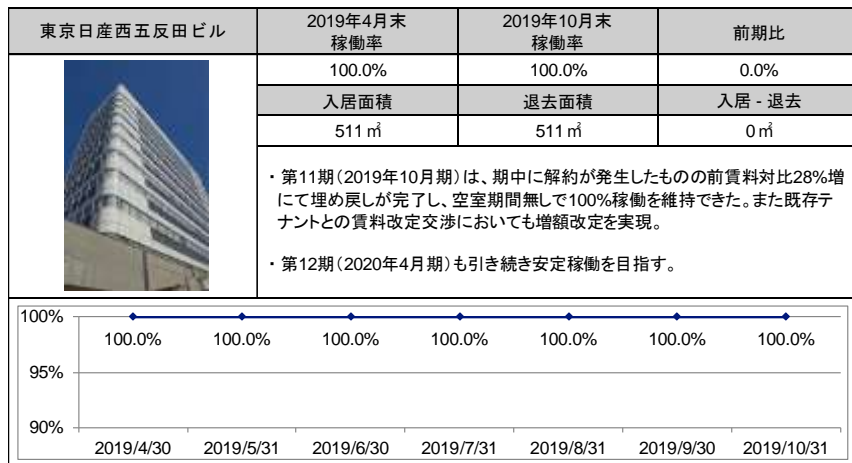 東京日産西五反田ビル
2019年4月末
稼働率
2019年10月末
稼働率
前期比
100.0%
100.0%
0.0%
入居面積
退去面積
入居 - 退去
511 ㎡
511 ㎡
0㎡
・ 第11期(2019年10月期)は、期中に解約が発生したものの前賃料対比28%増
にて埋め戻しが完了し、空室期間無しで100%稼働を維持できた。また既存テ
ナントとの賃料改定交渉においても増額改定を実現。
・ 第12期(2020年4月期)も引き続き安定稼働を目指す。
100%
100.0% 100.0% 100.0% 100.0% 100.0% 100.0% 100.0%
95%
90%
2019/4/30 2019/5/31 2019/6/30 2019/7/31 2019/8/31 2019/9/30 2019/10/31